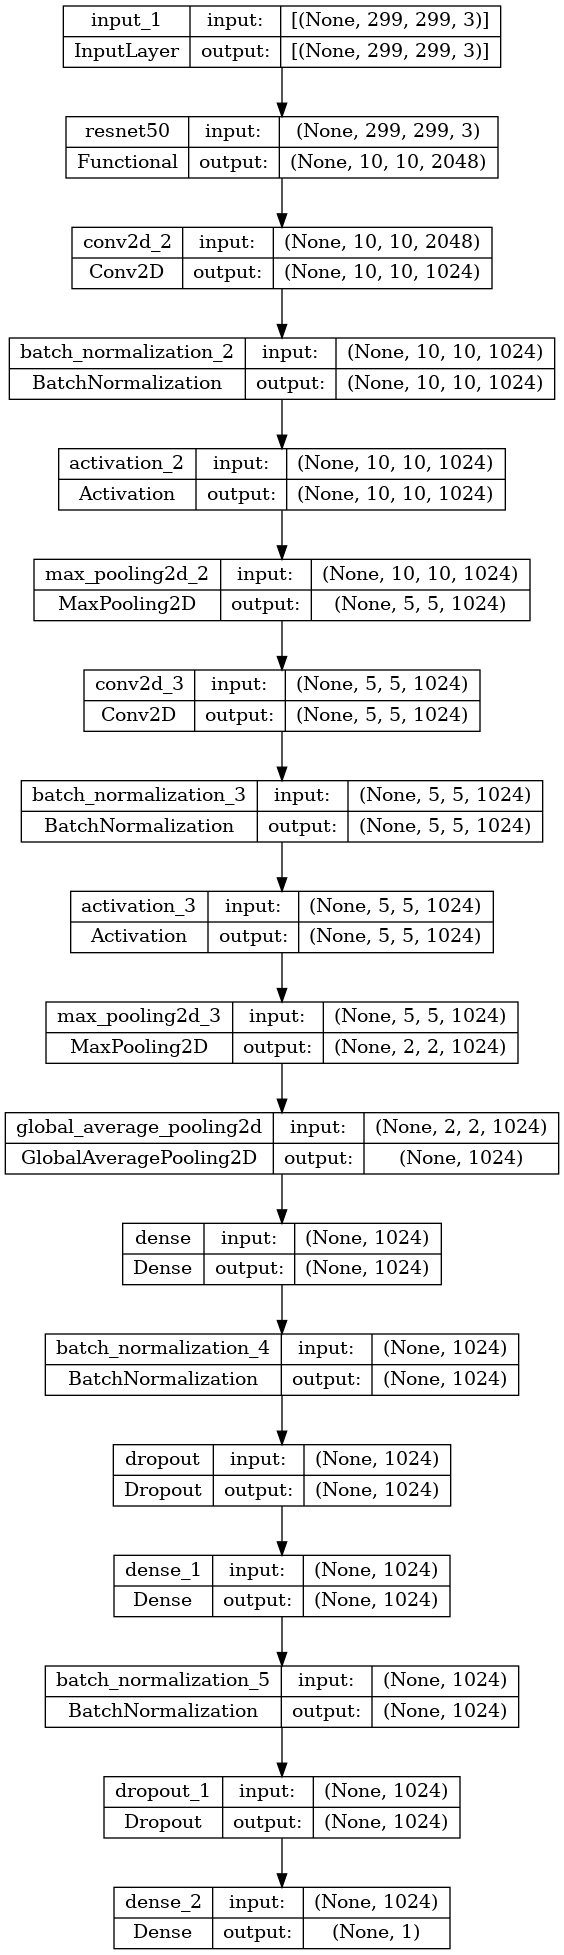 input_1 input: [(None, 299, 299, 3)]
InputLayer output: [(None, 299, 299, 3)]
resnet50 input: (None, 299, 299, 3)
Functional output: (None, 10, 10, 2048)
conv2d_2 input: (None, 10, 10, 2048)
Conv2D output: (None, 10, 10, 1024)
batch_normalization_2 input: (None, 10, 10, 1024)
BatchNormalization output: (None, 10, 10, 1024)
activation_2 input: (None, 10, 10, 1024)
Activation output: (None, 10, 10, 1024)
max_pooling2d_2 input: (None, 10, 10, 1024)
MaxPooling2D output: (None, 5, 5, 1024)
conv2d_3 input: (None, 5, 5, 1024)
Conv2D output: (None, 5, 5, 1024)
batch_normalization_3 input: (None, 5, 5, 1024)
BatchNormalization output: (None, 5, 5, 1024)
activation_3 input: (None, 5, 5, 1024)
Activation output: (None, 5, 5, 1024)
max_pooling2d_3 input: (None, 5, 5, 1024)
MaxPooling2D output: (None, 2, 2, 1024)
global_average_pooling2d input: (None, 2, 2, 1024)
GlobalAveragePooling2D output: (None, 1024)
dense input: (None, 1024)
Dense output: (None, 1024)
batch_normalization_4 input: (None, 1024)
BatchNormalization output: (None, 1024)
dropout input: (None, 1024)
Dropout output: (None, 1024)
dense_1 input: (None, 1024)
Dense output: (None, 1024)
batch_normalization_5 input: (None, 1024)
BatchNormalization output: (None, 1024)
dropout_1 input: (None, 1024)
Dropout output: (None, 1024)
dense_2 input: (None, 1024)
Dense output: (None, 1)